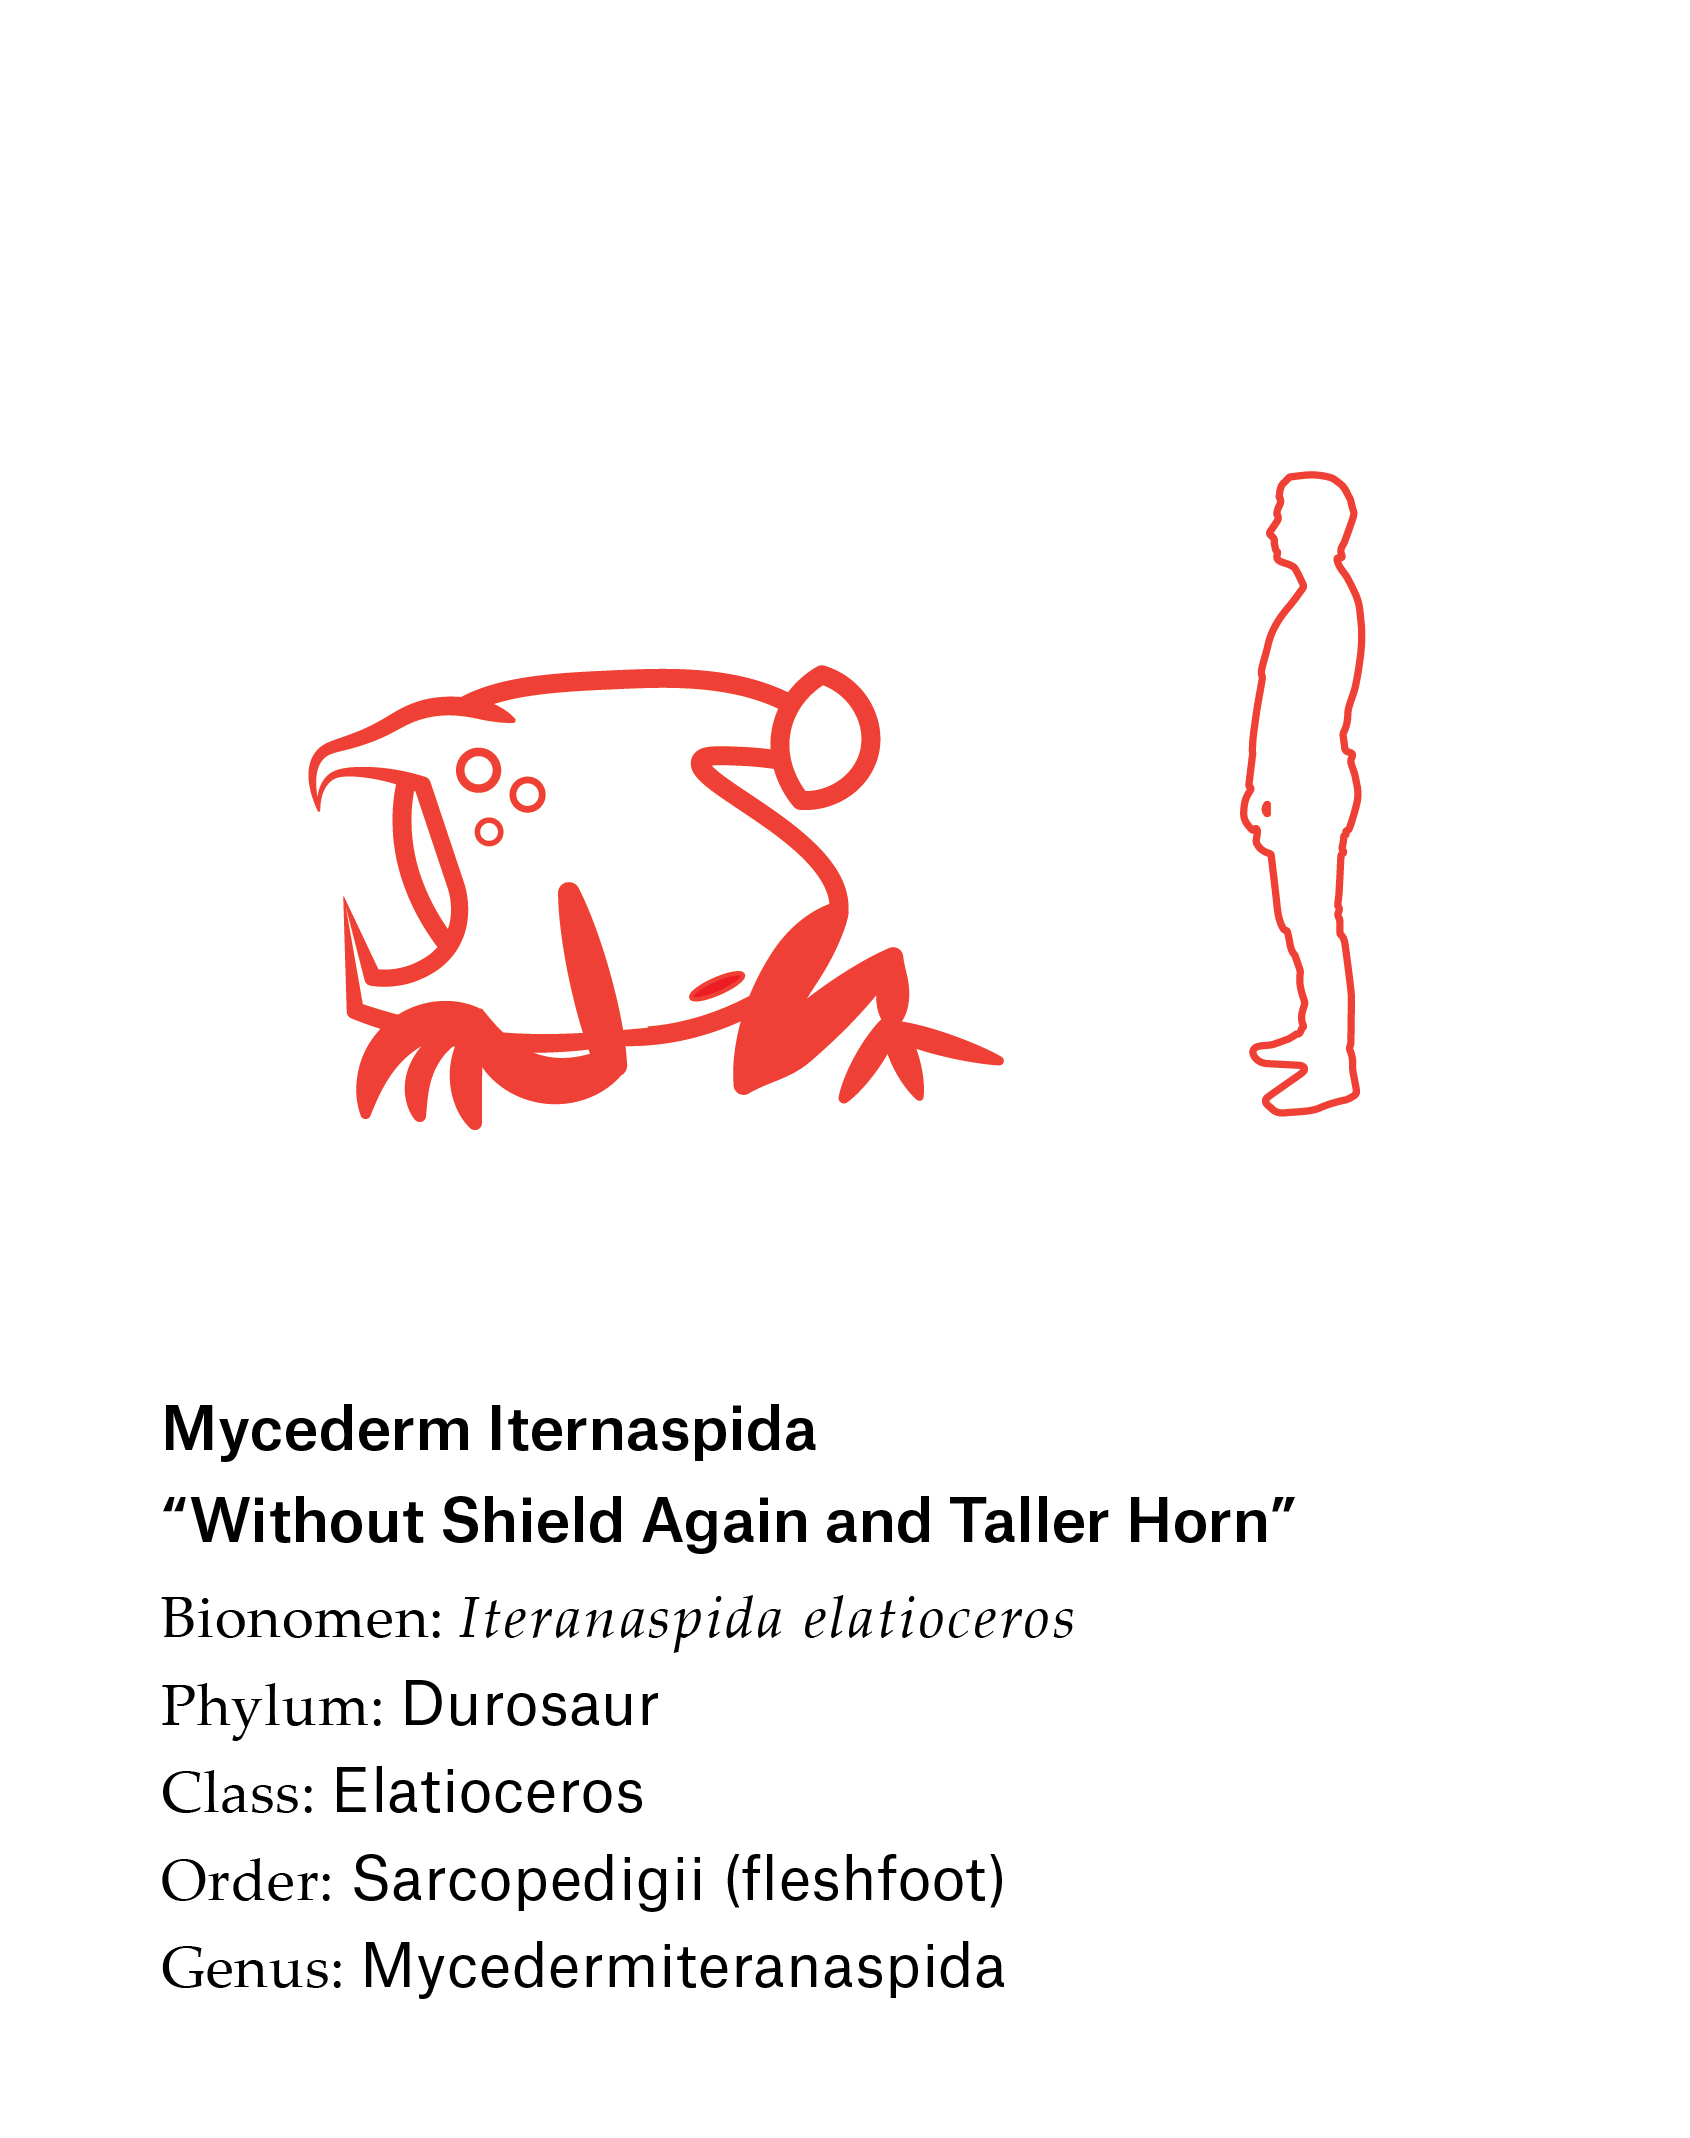 Mycederm Iternaspida
“Without Shield Again and Taller Horn”
Bionomen: Iteranaspida elatioceros
Phylum: Durosaur
Class: Elatioceros
Order: Sarcopedigii (fleshfoot)
Genus: Mycedermiteranaspida